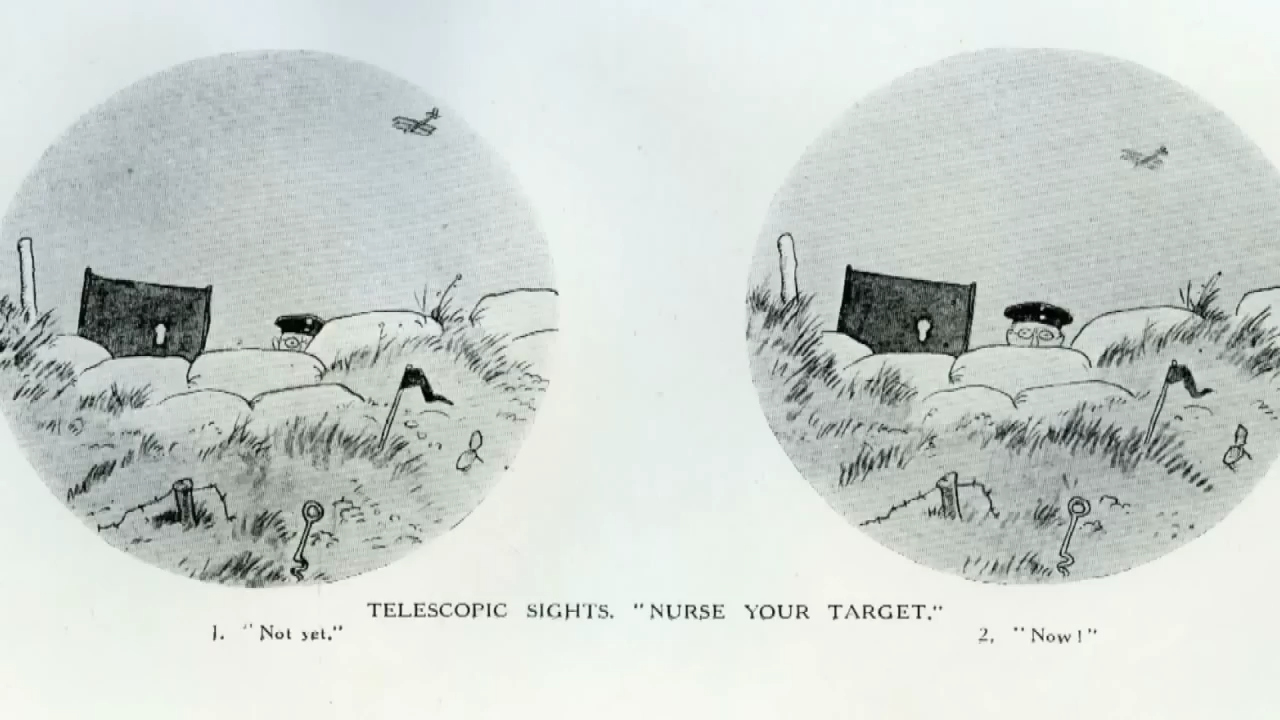 TELESCOPIC SIGHTS. "NURSE YOUR TARGET."
1. "Not yet."
2. "Now!"